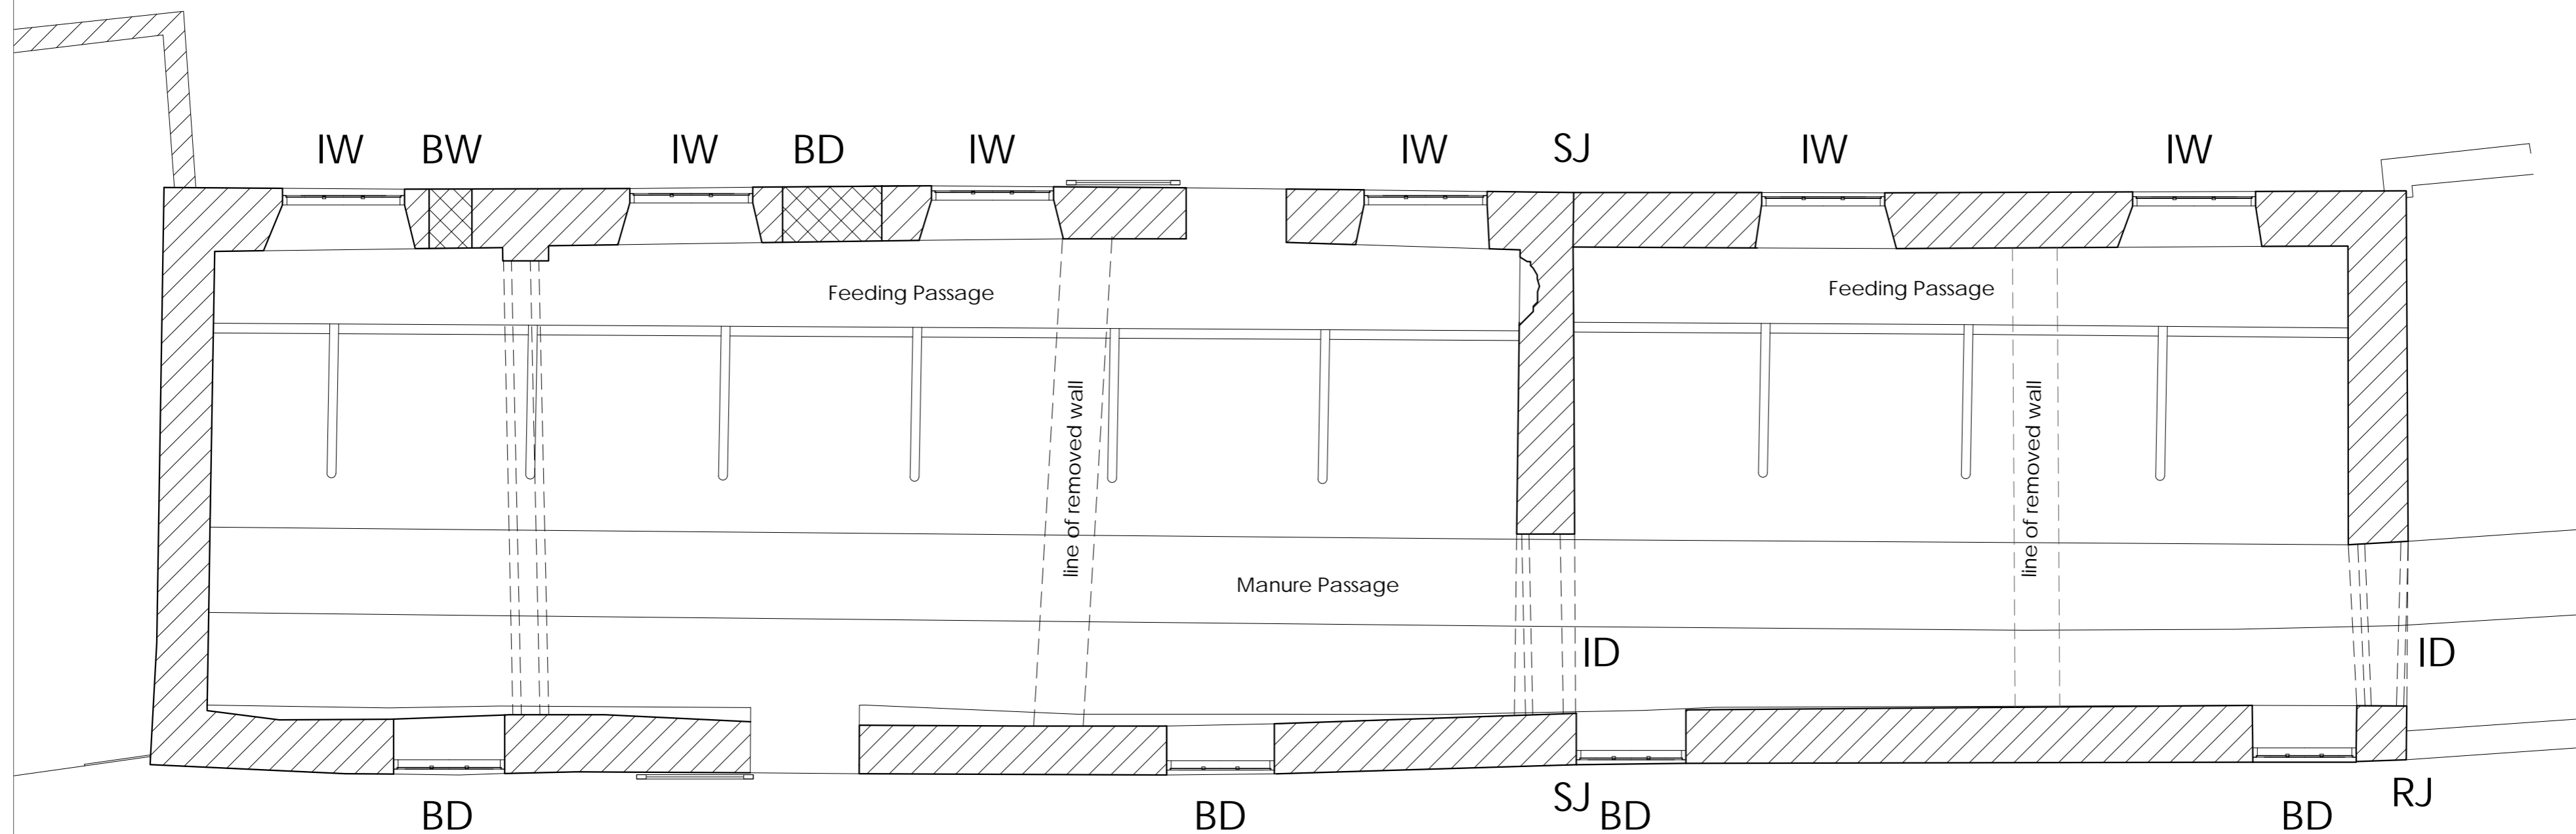 IW BW IW BD IW IW SJ IW IW
Feeding Passage
Feeding Passage
line of removed wall
line of removed wall
Manure Passage
ID
ID
BD BD SJ BD BD RJ